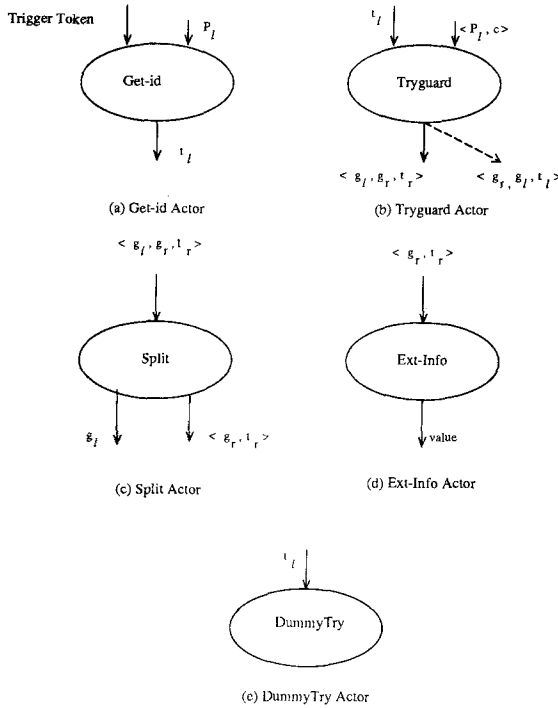 Trigger Token
P_l
Get-id
t_l
(a) Get-id Actor
t_l
< P_l, c>
Tryguard
< g_l, g_r, t_r >
< g_r, g_l, t_l >
(b) Tryguard Actor
< g_l, g_r, t_r >
Split
g_l
< g_r, t_r >
(c) Split Actor
< g_r, t_r >
Ext-Info
value
(d) Ext-Info Actor
t_l
DummyTry
(e) DummyTry Actor